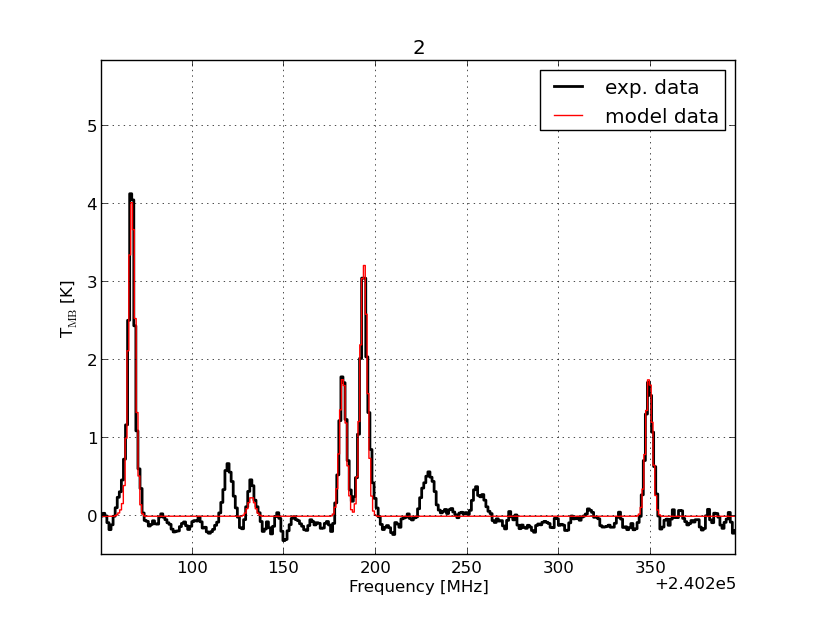 2
exp. data
model data
5
4
3
2
1
0
T_MB [K]
100
150
200
250
300
350
Frequency [MHz]
+2.402e5